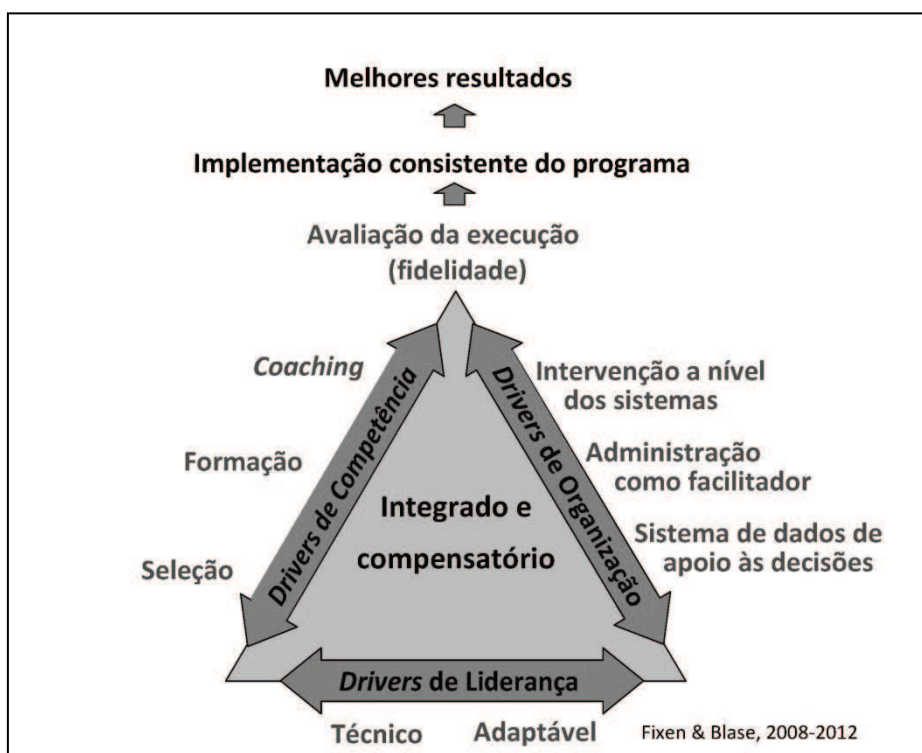 Melhores resultados
Implementação consistente do programa
Avaliação da execução
(fidelidade)
Coaching
Formação
Seleção
Drivers de Competência
Integrado e
compensatório
Drivers de Organização
Intervenção a nível
dos sistemas
Administração
como facilitador
Sistema de dados de
apoio às decisões
Drivers de Liderança
Técnico
Adaptável
Fixen & Blase, 2008-2012